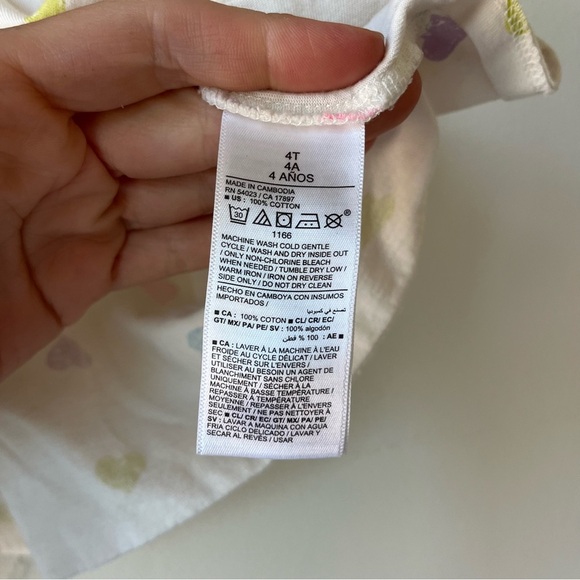 4T
4A
4 AÑOS
MADE IN CAMBODIA
RN 54023 / CA 17897
■ US : 100% COTTON
30
®
1166
MACHINE WASH COLD GENTLE
CYCLE / WASH AND DRY INSIDE OUT
/ ONLY NON-CHLORINE BLEACH
WHEN NEEDED / TUMBLE DRY LOW /
WARM IRON / IRON ON REVERSE
SIDE ONLY / DO NOT DRY CLEAN
HECHO EN CAMBOYA CON INSUMOS
IMPORTADOS / تصنع في كمبوديا
■ CA : 100% COTON ■ CL/ CR/ EC/
GT/ MX/ PA/ PE/ SV : 100% algodón
■ AE : 100 % قطن
■ CA : LAVER À LA MACHINE À L'EAU
FROIDE AU CYCLE DÉLICAT / LAVER
ET SÉCHER SUR L'ENVERS /
UTILISER AU BESOIN UN AGENT DE
BLANCHIMENT SANS CHLORE
UNIQUEMENT / SÉCHER À LA
MACHINE À BASSE TEMPÉRATURE /
REPASSER À TEMPÉRATURE
MOYENNE / REPASSER À L'ENVERS
SEULEMENT / NE PAS NETTOYER À
SEC ■ CL/ CR/ EC/ GT/ MX/ PA/ PE/
SV : LAVAR A MAQUINA CON AGUA
FRIA CICLO DELICADO / LAVAR Y
SECAR AL REVÉS / USAR